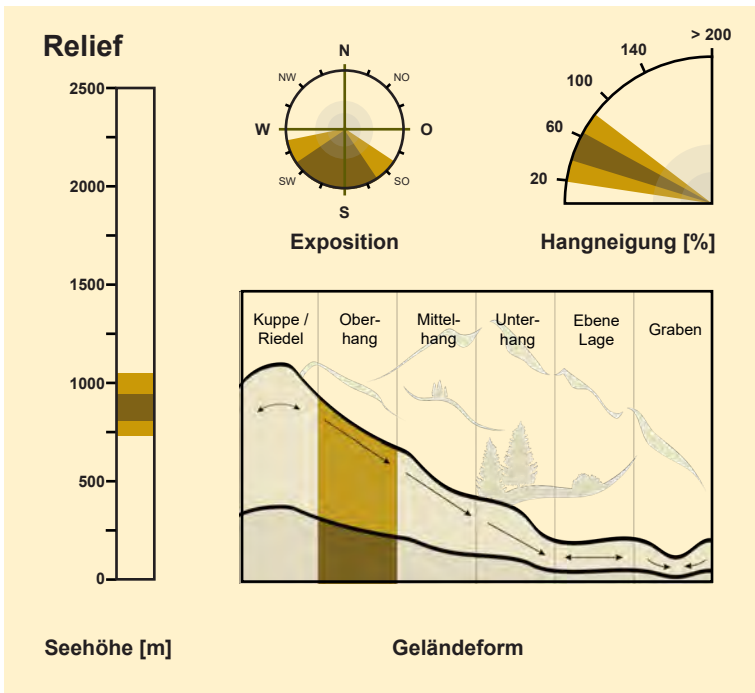 Relief
2500
2000
1500
1000
500
0
Seehöhe [m]
N
NW
NO
W
O
SW
SO
S
Exposition
> 200
140
100
60
20
Hangneigung [%]
Kuppe /
Riedel
Ober-
hang
Mittel-
hang
Unter-
hang
Ebene
Lage
Graben
Geländeform